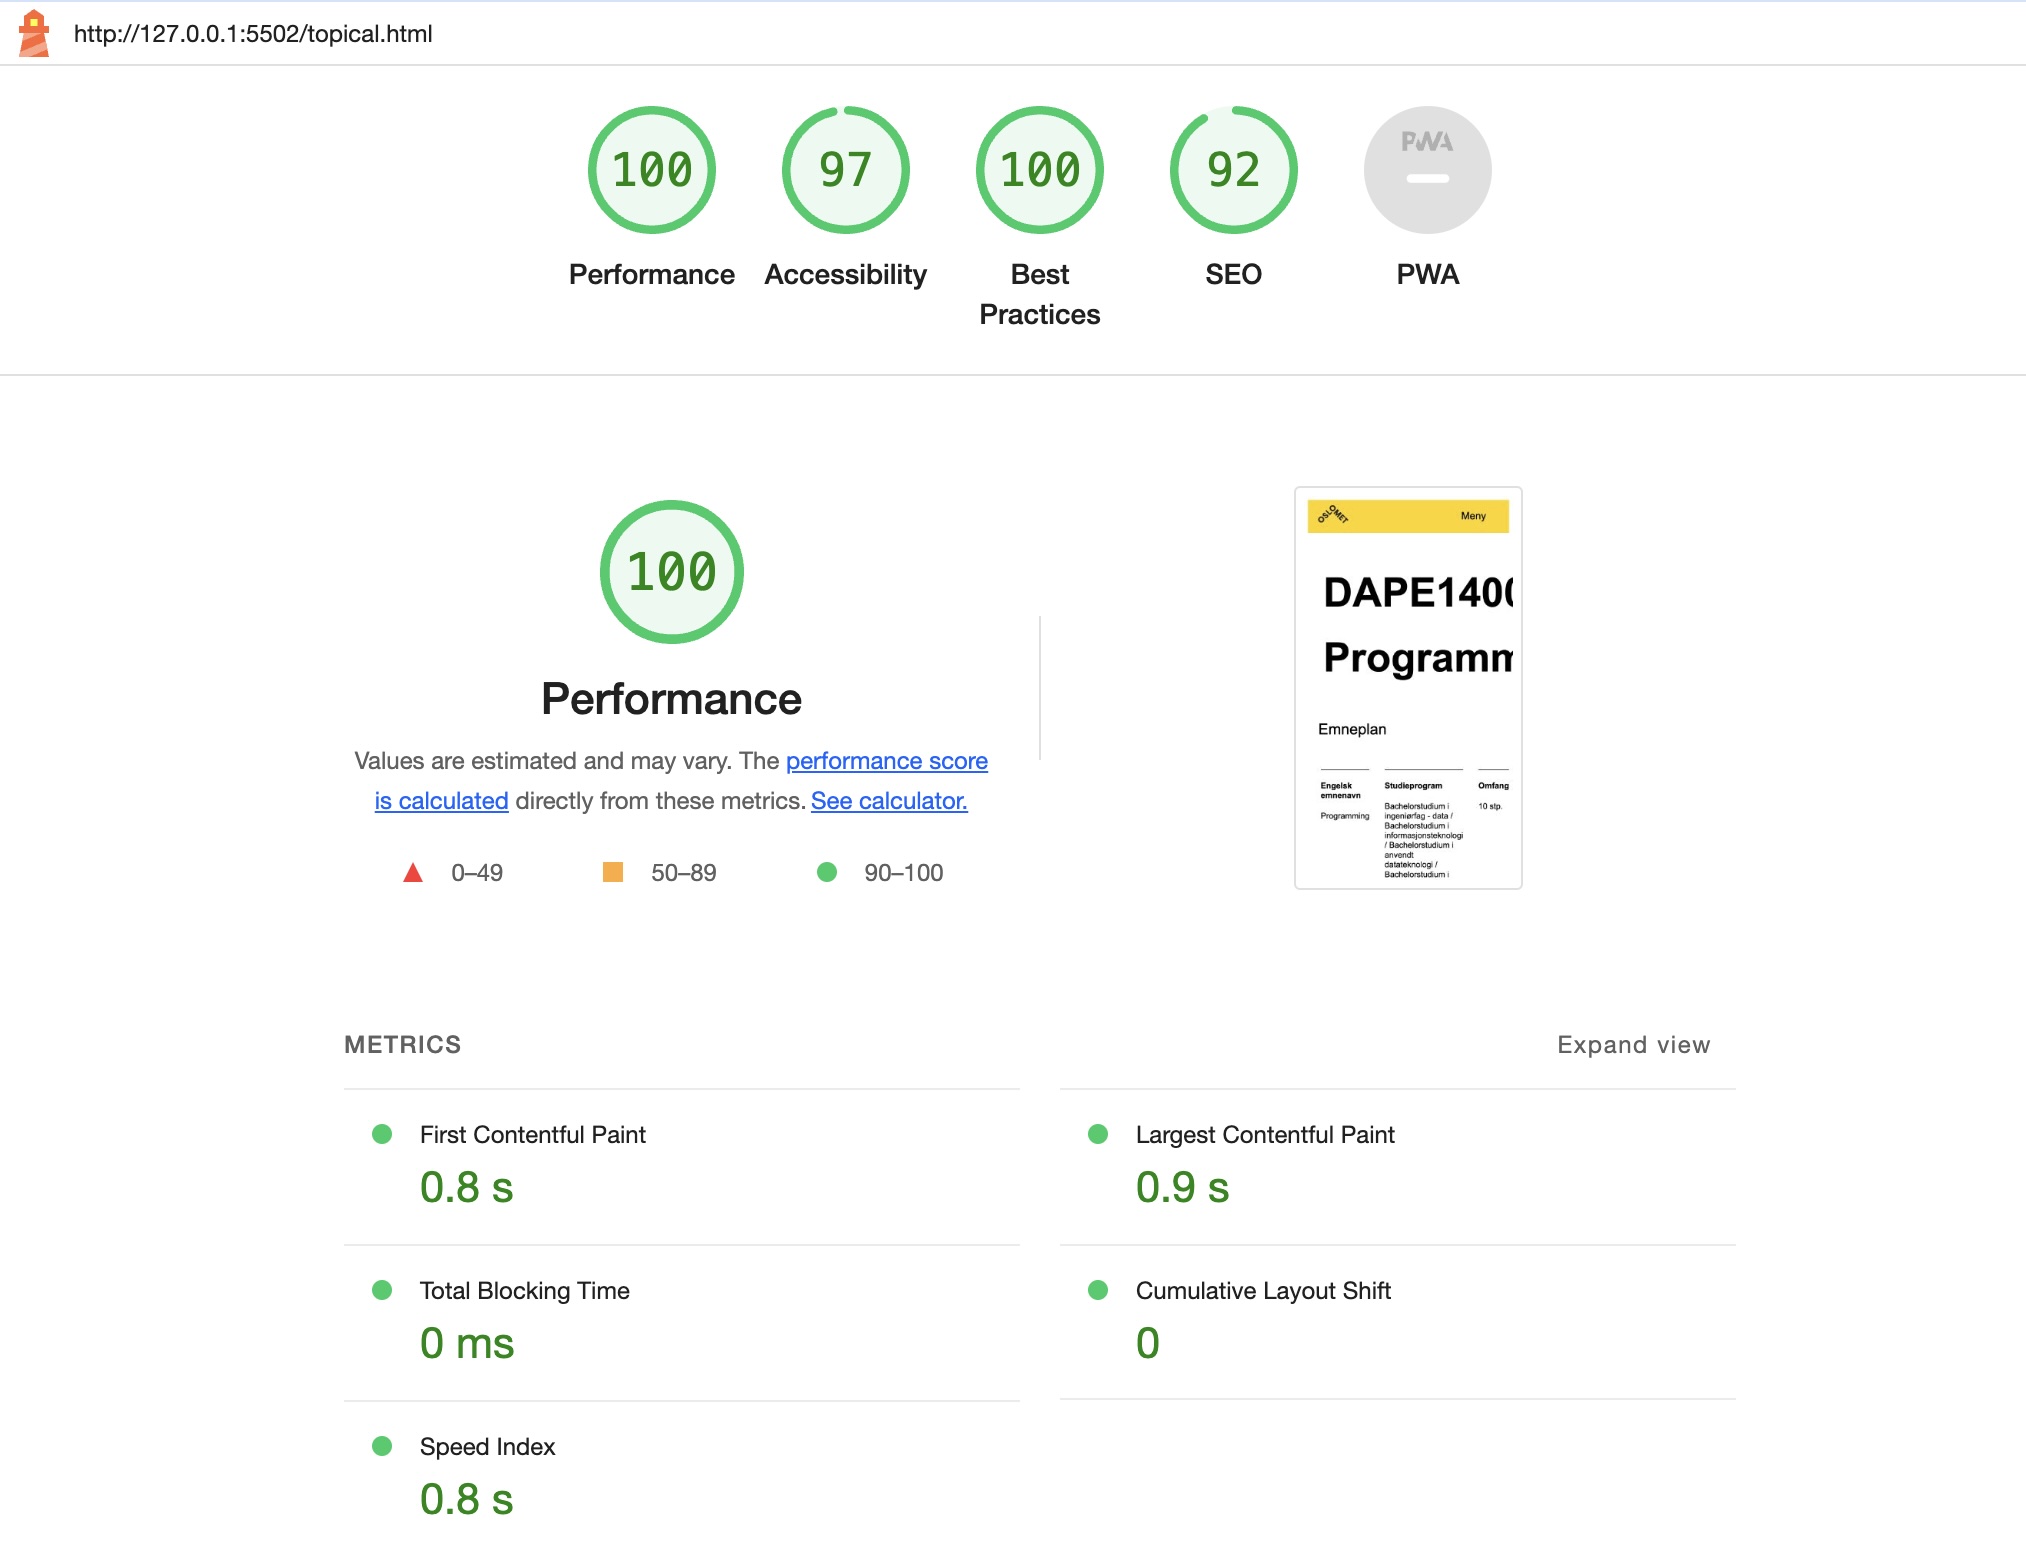 http://127.0.0.1:5502/topical.html
100
97
100
92
PWA
Performance
Accessibility
Best
Practices
SEO
PWA
100
Performance
Values are estimated and may vary. The performance score
is calculated directly from these metrics. See calculator.
0–49
50–89
90–100
OSLOMET
Meny
DAPE1400
Programm
Emneplan
Engelsk
emnenavn
Programming
Studieprogram
Bachelorstudium i
ingeniørfag - data /
Bachelorstudium i
informasjonsteknologi
/ Bachelorstudium i
anvendt
datateknologi /
Bachelorstudium i
Omfang
10 stp.
METRICS
Expand view
First Contentful Paint
0.8 s
Largest Contentful Paint
0.9 s
Total Blocking Time
0 ms
Cumulative Layout Shift
0
Speed Index
0.8 s